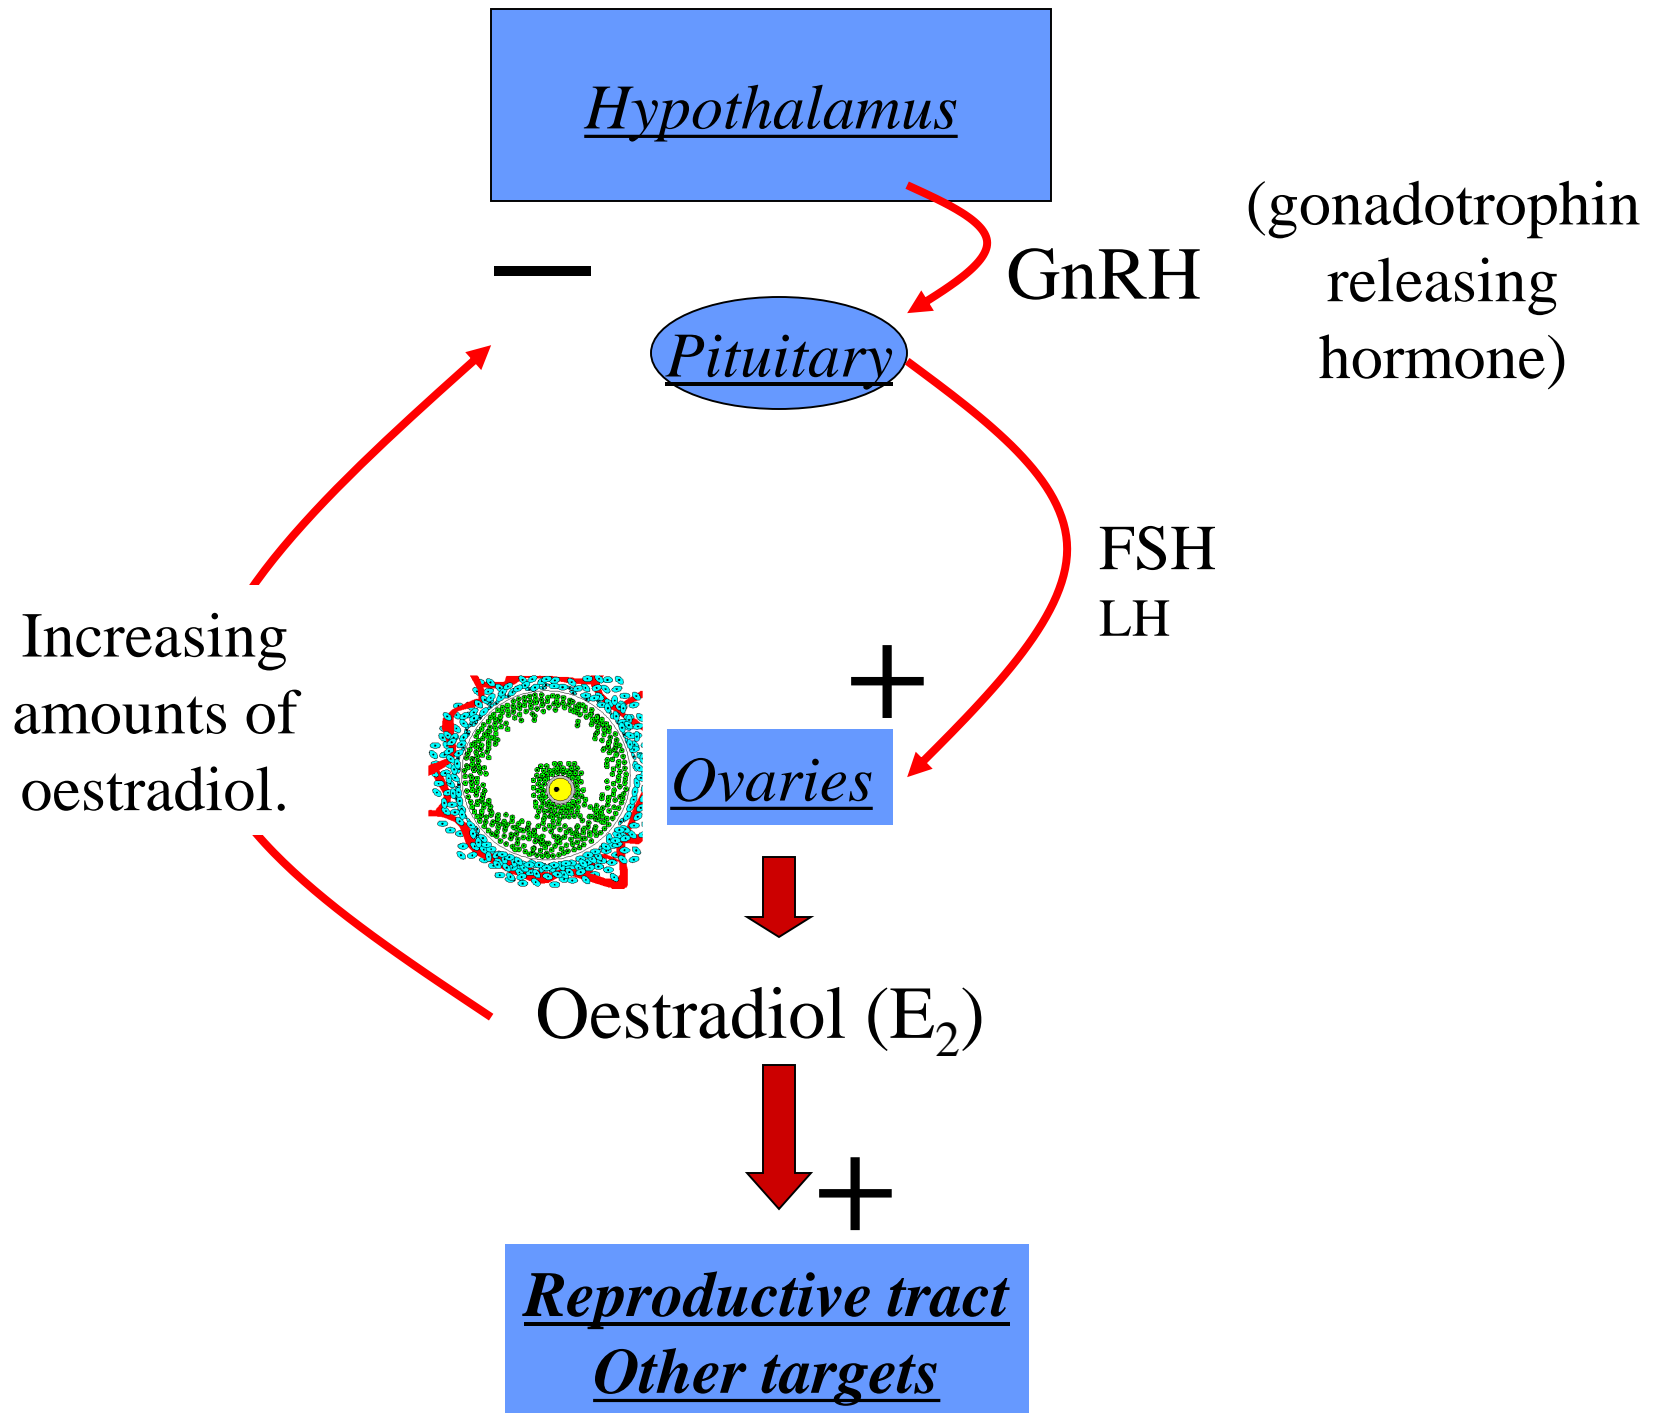 Hypothalamus
GnRH
(gonadotrophin
releasing
hormone)
—
Pituitary
FSH
LH
Increasing
amounts of
oestradiol.
+
Ovaries
Oestradiol (E₂)
+
Reproductive tract
Other targets